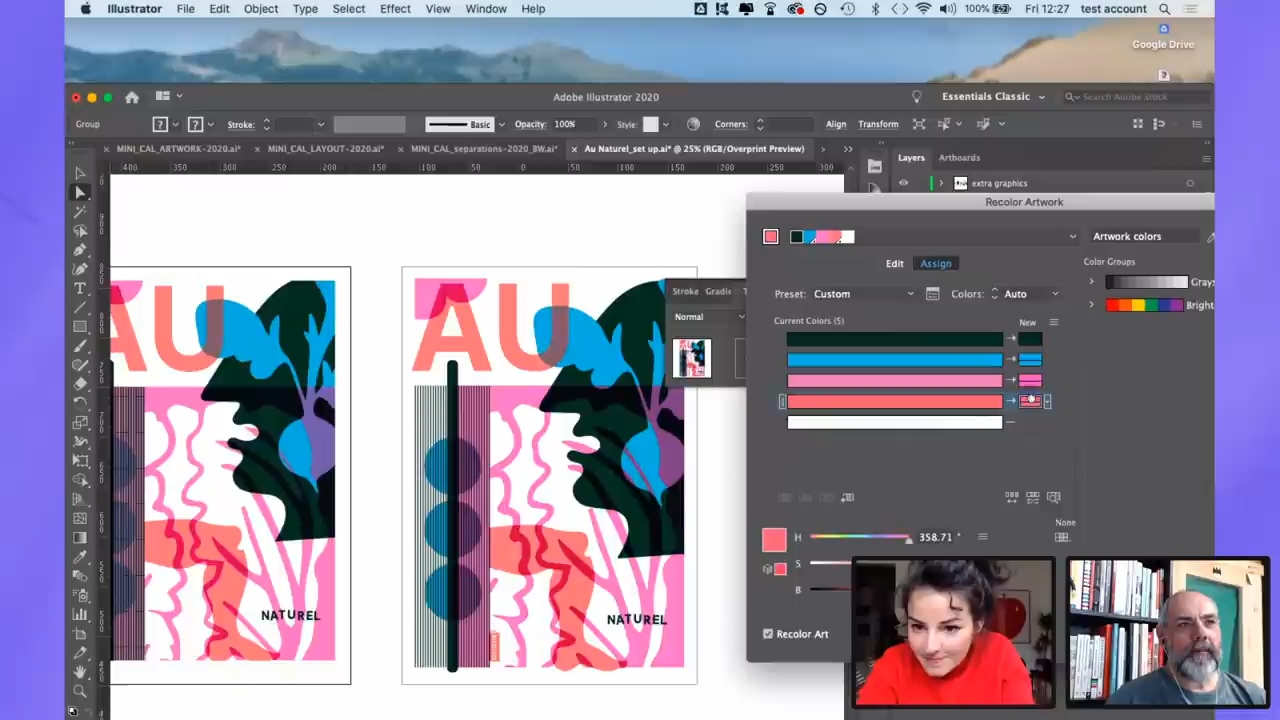 Illustrator File Edit Object Type Select Effect View Window Help 100% Fri 12:27 test account
Google Drive
Adobe Illustrator 2020 Essentials Classic Search Adobe Stock
Group ? ? Stroke: Basic Opacity: 100% Style: Corners: Align Transform
MINI_CAL_ARTWORK-2020.ai* MINI_CAL_LAYOUT-2020.ai* MINI_CAL_separations-2020_BW.ai* Au Naturel_set up.ai* @ 25% (RGB/Overprint Preview) Layers Artboards
400 100 50 0 50 100 150 200 250 300
extra graphics
Recolor Artwork
Artwork colors
Edit Assign
Color Groups
Grays
Bright
Preset: Custom Colors: Auto
Stroke Gradie
Normal
Current Colors (5) New
AU
AU
NATUREL
NATUREL
None
H 358.71 °
S
B
Recolor Art